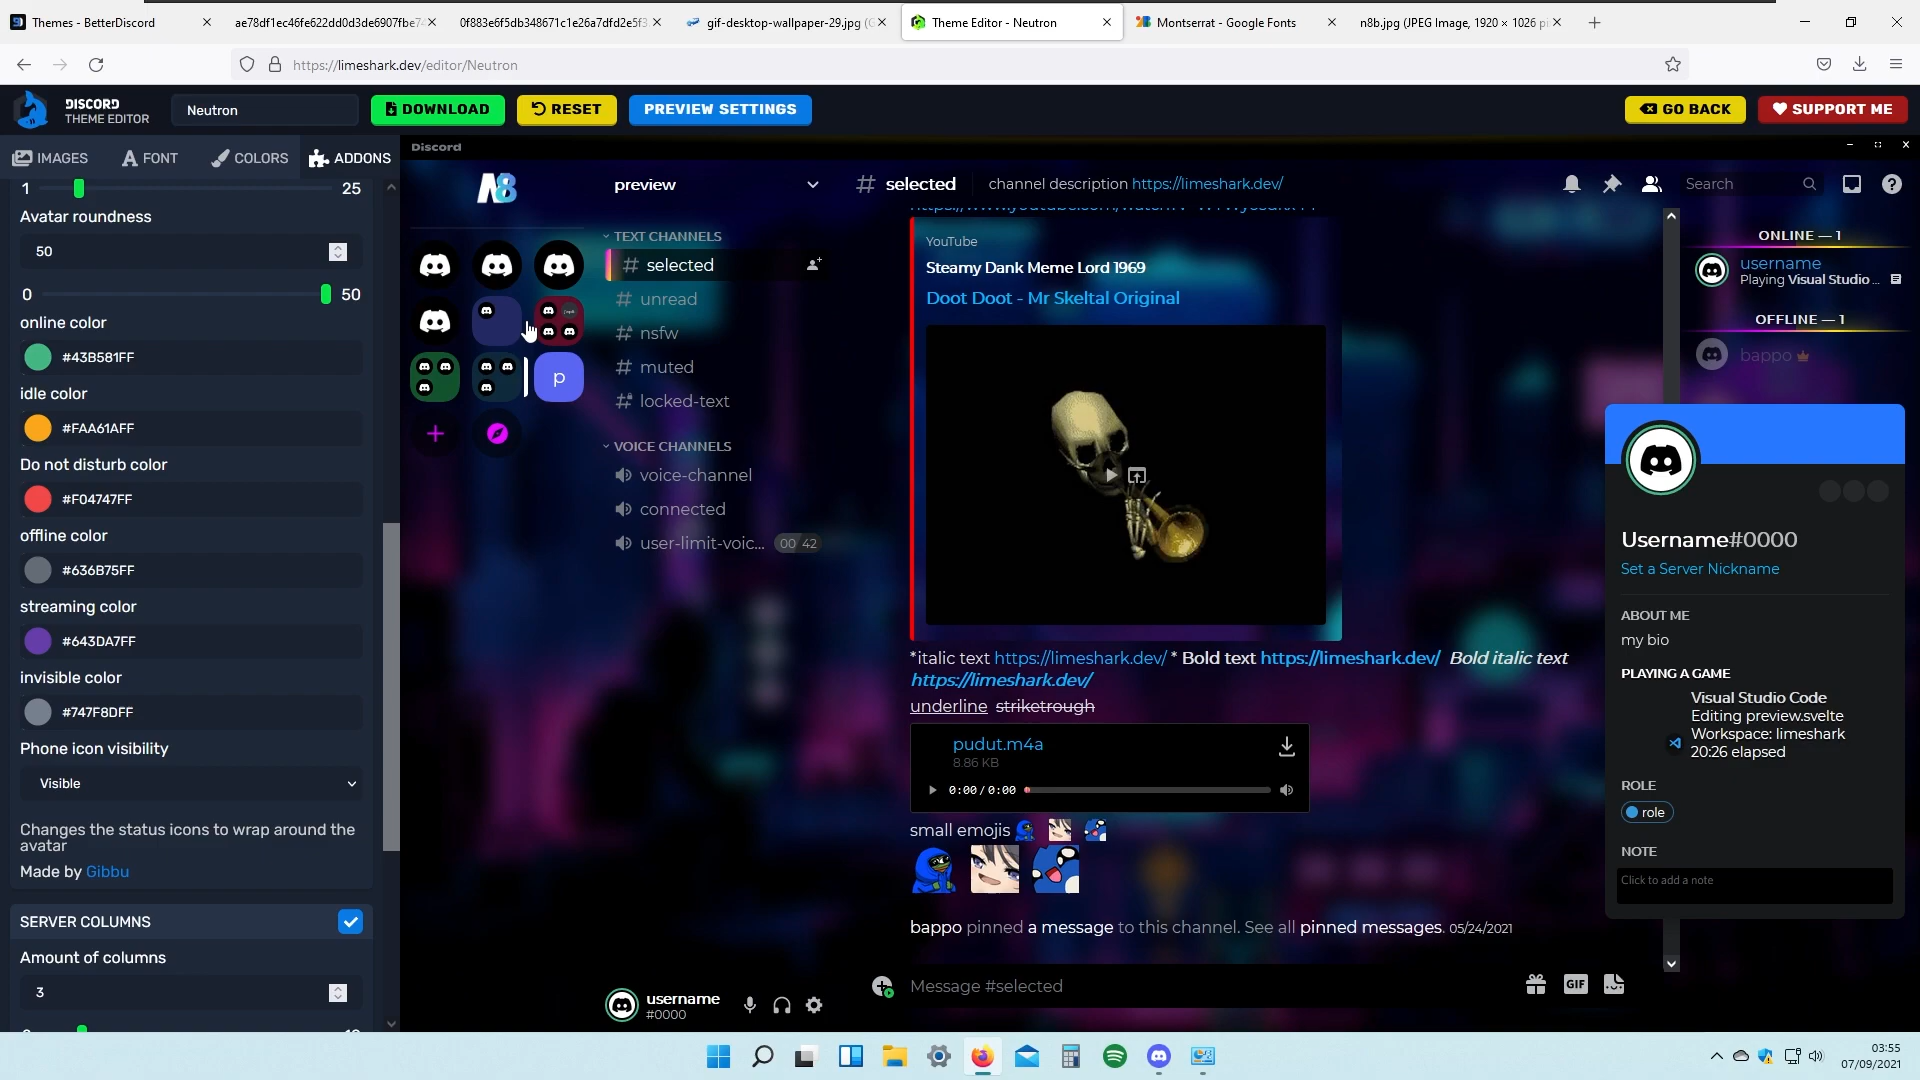 Themes - BetterDiscord
ae78df1ec46fe622dd0d3de6907fbe7
0f883e6f5db348671c1e26a7dfd2e5f3
gif-desktop-wallpaper-29.jpg (G
Theme Editor - Neutron
Montserrat - Google Fonts
n8b.jpg (JPEG Image, 1920 × 1026 pi
https://limeshark.dev/editor/Neutron
DISCORD
THEME EDITOR
Neutron
DOWNLOAD
RESET
PREVIEW SETTINGS
GO BACK
SUPPORT ME
IMAGES
FONT
COLORS
ADDONS
1 25
Avatar roundness
50
0 50
online color
#43B581FF
idle color
#FAA61AFF
Do not disturb color
#F04747FF
offline color
#636B75FF
streaming color
#643DA7FF
invisible color
#747F8DFF
Phone icon visibility
Visible
Changes the status icons to wrap around the
avatar
Made by Gibbu
SERVER COLUMNS
Amount of columns
3
Discord
N8
p
preview
TEXT CHANNELS
selected
unread
nsfw
muted
locked-text
VOICE CHANNELS
voice-channel
connected
user-limit-voic... 00 42
username
#0000
# selected
channel description https://limeshark.dev/
Search
YouTube
Steamy Dank Meme Lord 1969
Doot Doot - Mr Skeltal Original
*italic text https://limeshark.dev/ * Bold text https://limeshark.dev/ Bold italic text
https://limeshark.dev/
underline striketrough
pudut.m4a
8.86 KB
0:00/0:00
small emojis
bappo pinned a message to this channel. See all pinned messages. 05/24/2021
Message #selected
GIF
ONLINE — 1
username
Playing Visual Studio ...
OFFLINE — 1
bappo
Username#0000
Set a Server Nickname
ABOUT ME
my bio
PLAYING A GAME
Visual Studio Code
Editing preview.svelte
Workspace: limeshark
20:26 elapsed
ROLE
role
NOTE
Click to add a note
03:55
07/09/2021